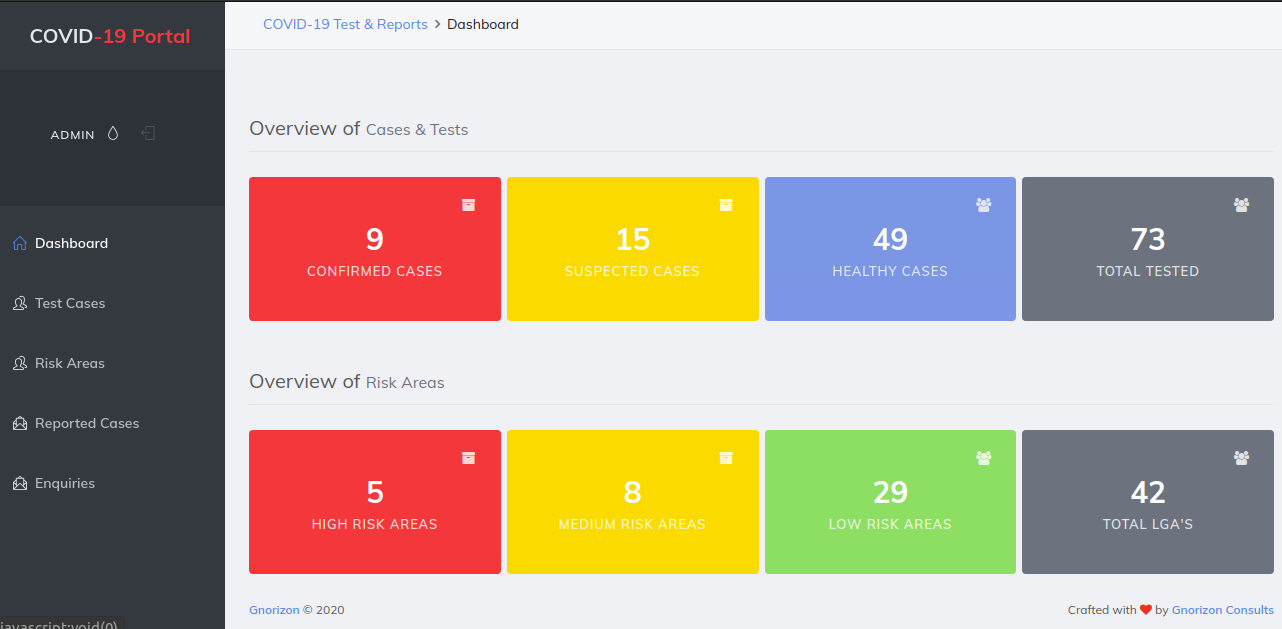 COVID-19 Portal
COVID-19 Test & Reports > Dashboard
ADMIN
Dashboard
Test Cases
Risk Areas
Reported Cases
Enquiries
Overview of Cases & Tests
9
CONFIRMED CASES
15
SUSPECTED CASES
49
HEALTHY CASES
73
TOTAL TESTED
Overview of Risk Areas
5
HIGH RISK AREAS
8
MEDIUM RISK AREAS
29
LOW RISK AREAS
42
TOTAL LGA'S
Gnorizon © 2020
Crafted with ❤ by Gnorizon Consults
javascript:void(0)